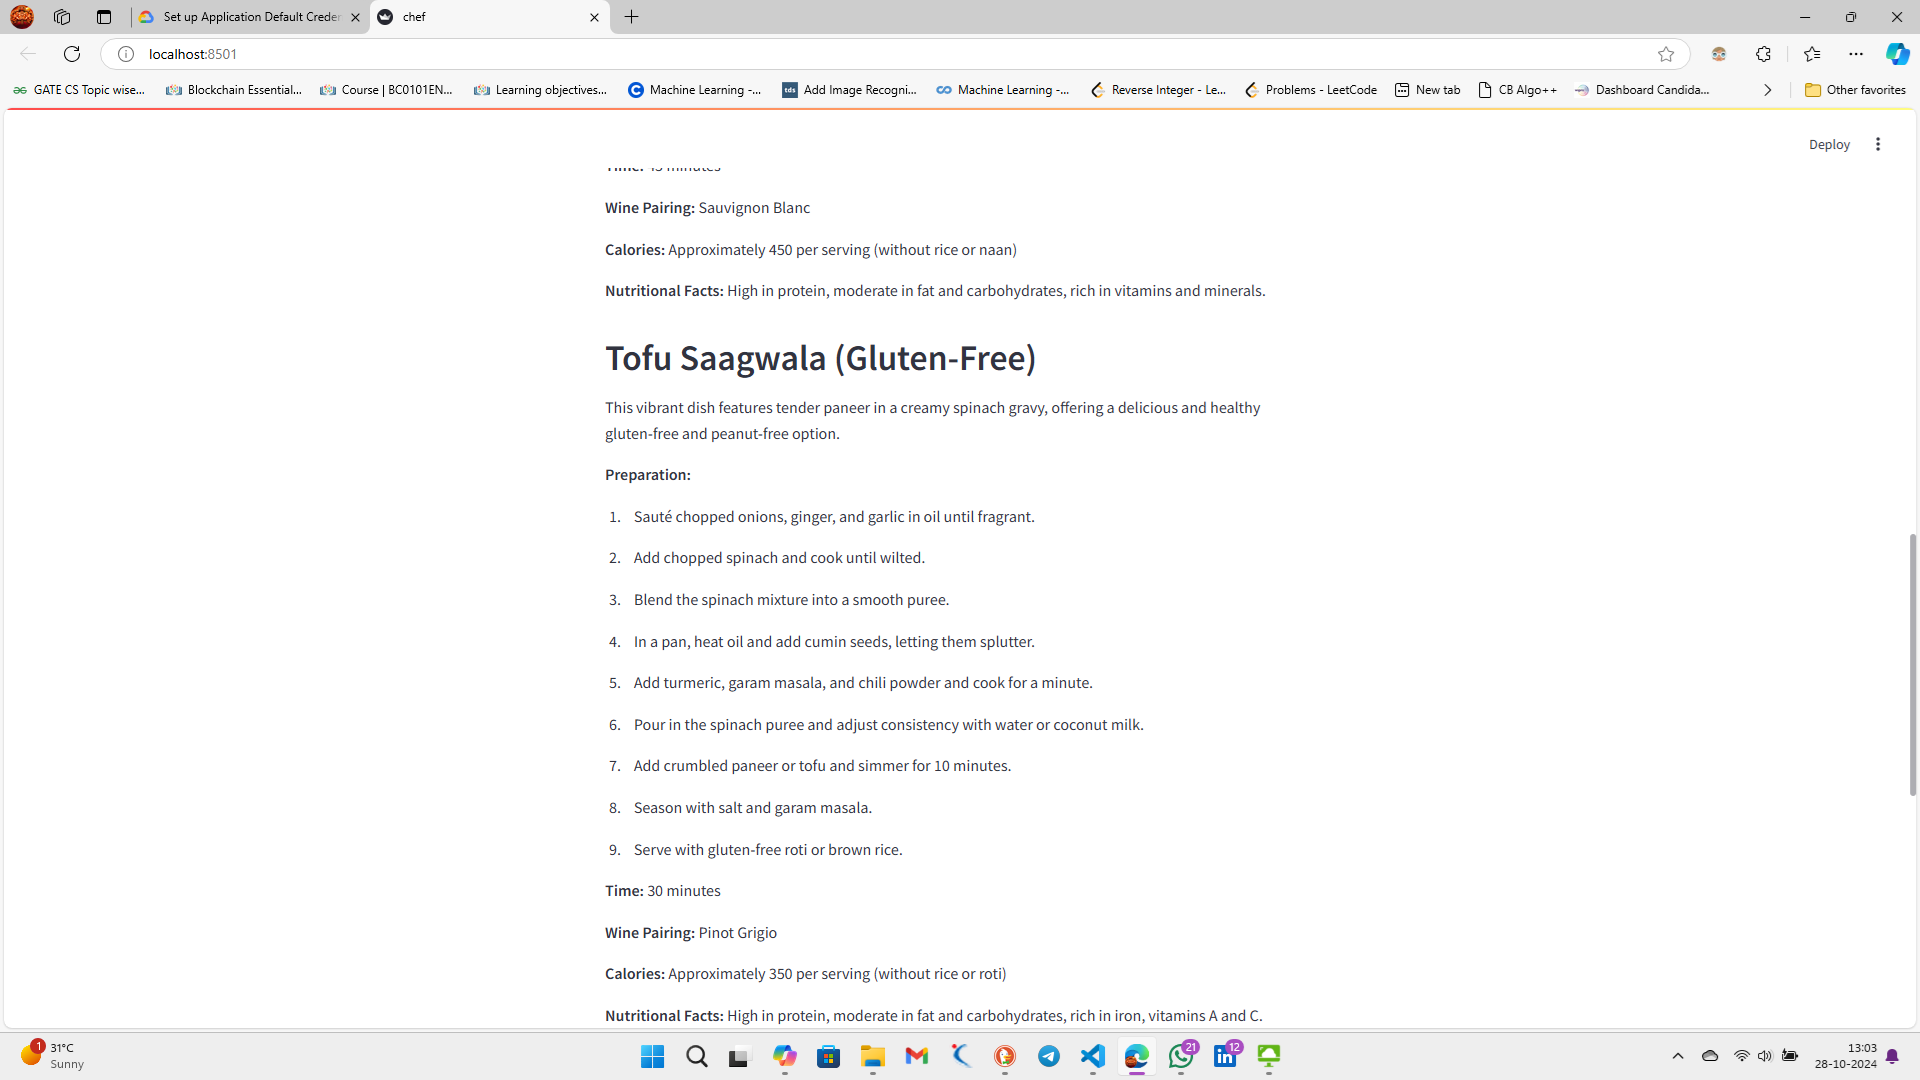 Set up Application Default Creder
chef
localhost:8501
GATE CS Topic wise...
Blockchain Essential...
Course | BC0101EN...
Learning objectives...
Machine Learning -...
tds
Add Image Recogni...
Machine Learning -...
Reverse Integer - Le...
Problems - LeetCode
New tab
CB Algo++
Dashboard Candida...
Other favorites
Deploy
Wine Pairing: Sauvignon Blanc
Calories: Approximately 450 per serving (without rice or naan)
Nutritional Facts: High in protein, moderate in fat and carbohydrates, rich in vitamins and minerals.
Tofu Saagwala (Gluten-Free)
This vibrant dish features tender paneer in a creamy spinach gravy, offering a delicious and healthy
gluten-free and peanut-free option.
Preparation:
1. Sauté chopped onions, ginger, and garlic in oil until fragrant.
2. Add chopped spinach and cook until wilted.
3. Blend the spinach mixture into a smooth puree.
4. In a pan, heat oil and add cumin seeds, letting them splutter.
5. Add turmeric, garam masala, and chili powder and cook for a minute.
6. Pour in the spinach puree and adjust consistency with water or coconut milk.
7. Add crumbled paneer or tofu and simmer for 10 minutes.
8. Season with salt and garam masala.
9. Serve with gluten-free roti or brown rice.
Time: 30 minutes
Wine Pairing: Pinot Grigio
Calories: Approximately 350 per serving (without rice or roti)
Nutritional Facts: High in protein, moderate in fat and carbohydrates, rich in iron, vitamins A and C.
1
31°C
Sunny
21
12
13:03
28-10-2024